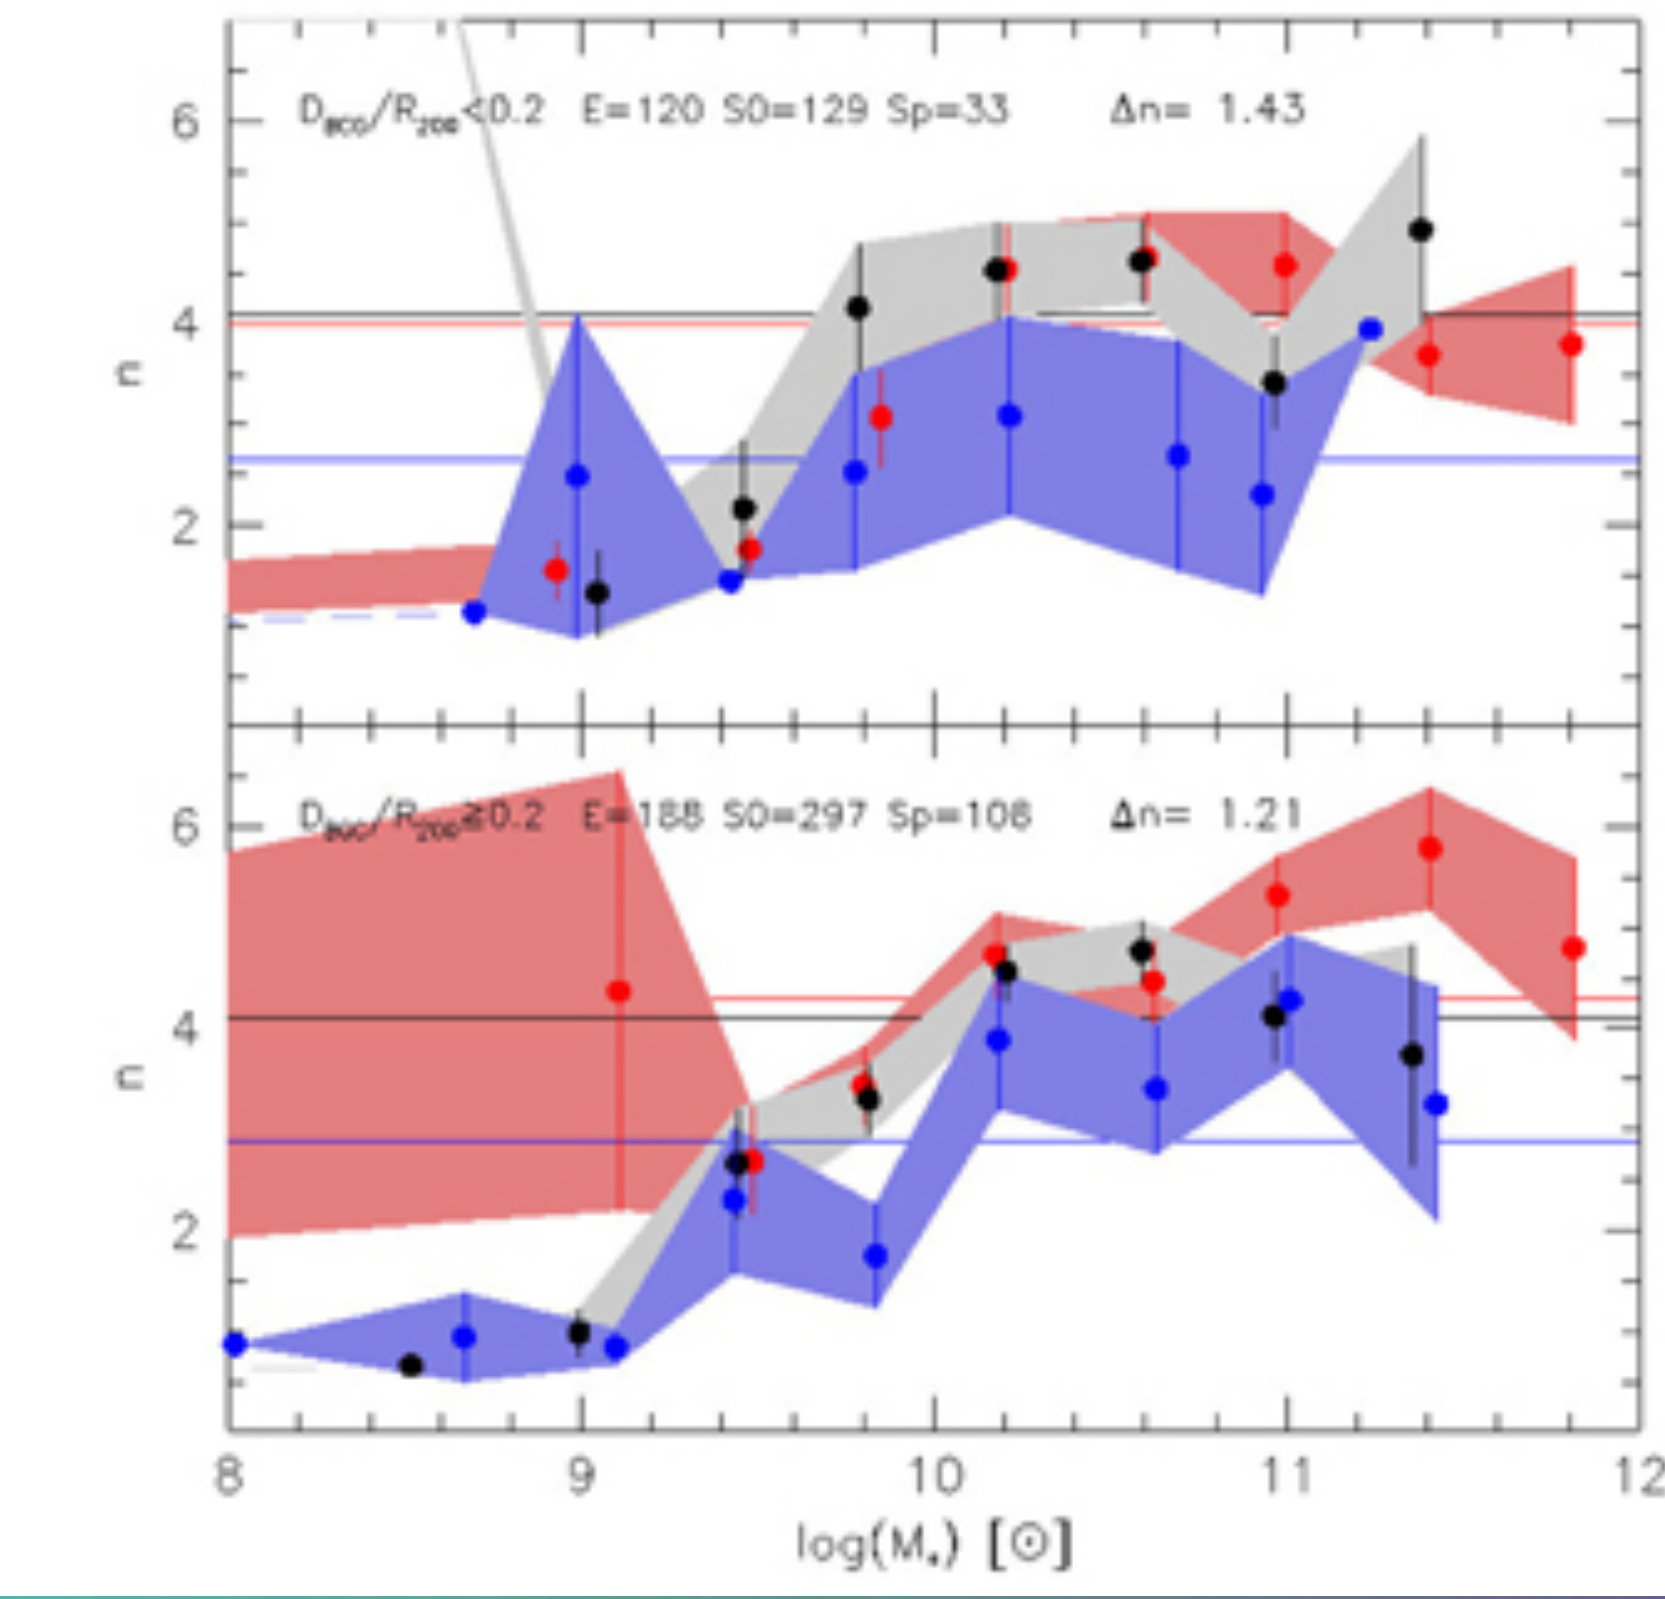 D_BCG/R_200<0.2 E=120 S0=129 Sp=33 Δn= 1.43
6
4
n
2
D_BCG/R_200≥0.2 E=188 S0=297 Sp=108 Δn= 1.21
6
4
n
2
8 9 10 11 12
log(M*) [⊙]